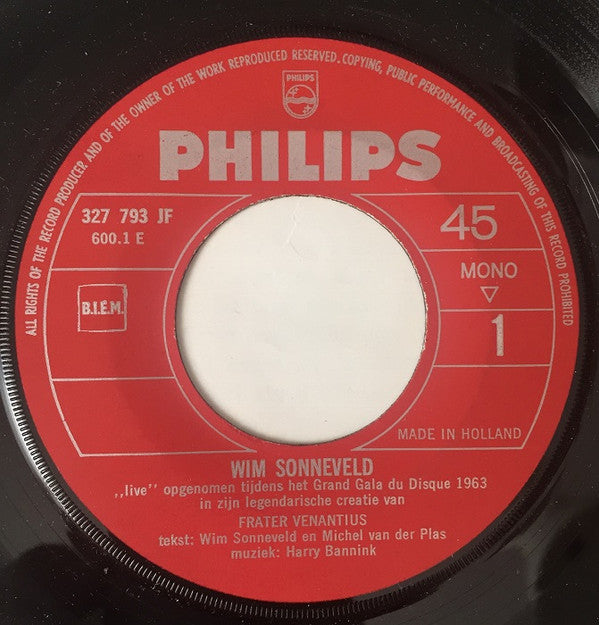 ALL RIGHTS OF THE RECORD PRODUCER AND OF THE OWNER OF THE WORK REPRODUCED RESERVED. COPYING, PUBLIC PERFORMANCE AND BROADCASTING OF THIS RECORD PROHIBITED
PHILIPS
PHILIPS
327 793 JF
600.1 E
45
MONO
▽
1
B.I.E.M.
MADE IN HOLLAND
WIM SONNEVELD
„live” opgenomen tijdens het Grand Gala du Disque 1963
in zijn legendarische creatie van
FRATER VENANTIUS
tekst: Wim Sonneveld en Michel van der Plas
muziek: Harry Bannink